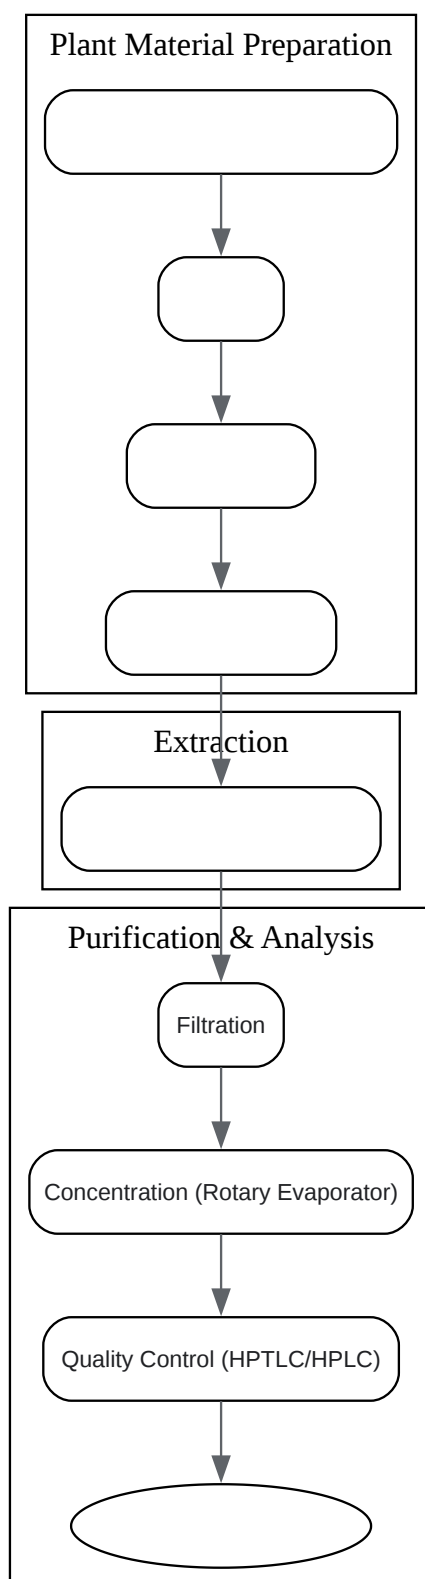 Plant Material Preparation
Extraction
Purification & Analysis
Filtration
Concentration (Rotary Evaporator)
Quality Control (HPTLC/HPLC)